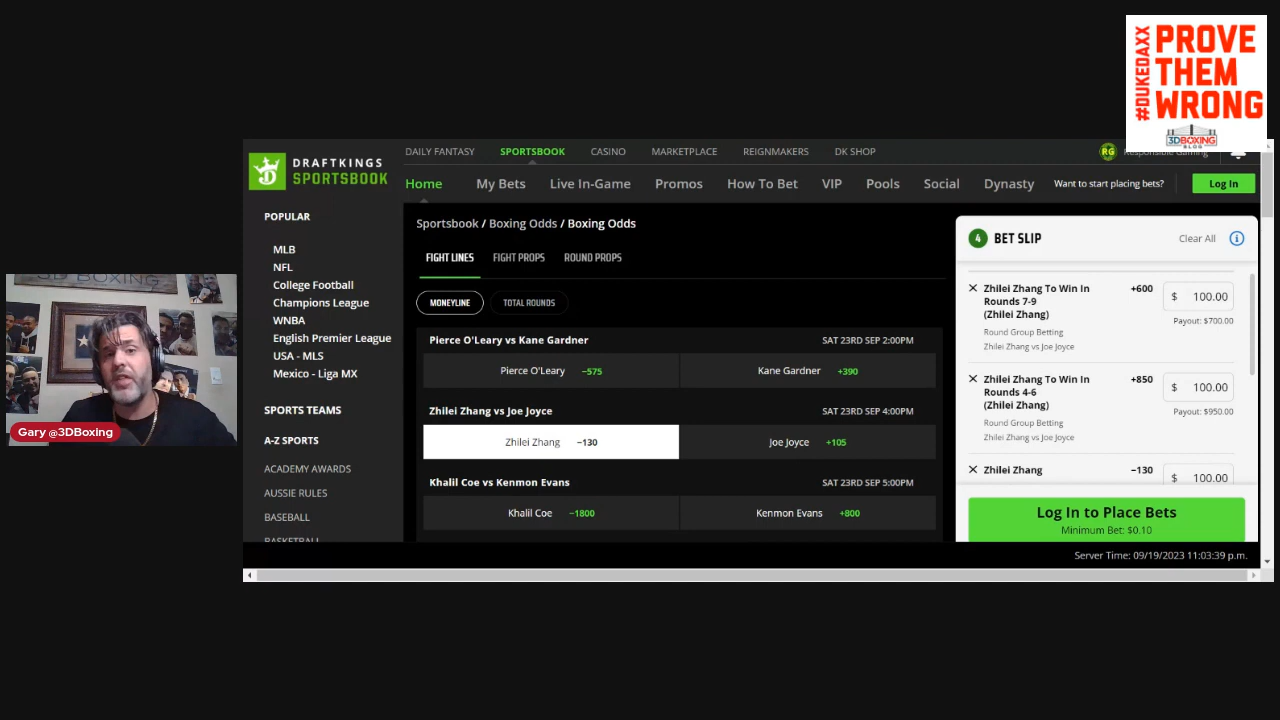 #DUKEDAXX
PROVE
THEM
WRONG
3DBOXING
BLOG
DRAFTKINGS
SPORTSBOOK
DAILY FANTASY
SPORTSBOOK
CASINO
MARKETPLACE
REIGNMAKERS
DK SHOP
RG
Responsible Gaming
Home
My Bets
Live In-Game
Promos
How To Bet
VIP
Pools
Social
Dynasty
Want to start placing bets?
Log In
POPULAR
MLB
NFL
College Football
Champions League
WNBA
English Premier League
USA - MLS
Mexico - Liga MX
SPORTS TEAMS
A-Z SPORTS
ACADEMY AWARDS
AUSSIE RULES
BASEBALL
BASKETBALL
3D BOXING
Gary @3DBoxing
Sportsbook / Boxing Odds / Boxing Odds
FIGHT LINES
FIGHT PROPS
ROUND PROPS
MONEYLINE
TOTAL ROUNDS
Pierce O'Leary vs Kane Gardner
SAT 23RD SEP 2:00PM
Pierce O'Leary −575
Kane Gardner +390
Zhilei Zhang vs Joe Joyce
SAT 23RD SEP 4:00PM
Zhilei Zhang −130
Joe Joyce +105
Khalil Coe vs Kenmon Evans
SAT 23RD SEP 5:00PM
Khalil Coe −1800
Kenmon Evans +800
4 BET SLIP
Clear All
Zhilei Zhang To Win In
Rounds 7-9
(Zhilei Zhang)
+600
$ 100.00
Payout: $700.00
Round Group Betting
Zhilei Zhang vs Joe Joyce
Zhilei Zhang To Win In
Rounds 4-6
(Zhilei Zhang)
+850
$ 100.00
Payout: $950.00
Round Group Betting
Zhilei Zhang vs Joe Joyce
Zhilei Zhang
−130
$ 100.00
Log In to Place Bets
Minimum Bet: $0.10
Server Time: 09/19/2023 11:03:39 p.m.